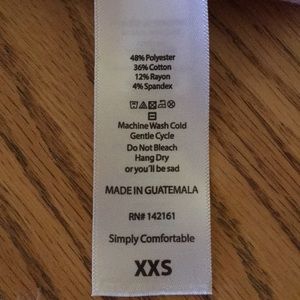 48% Polyester
36% Cotton
12% Rayon
4% Spandex
Machine Wash Cold
Gentle Cycle
Do Not Bleach
Hang Dry
or you'll be sad
MADE IN GUATEMALA
RN# 142161
Simply Comfortable
XXS